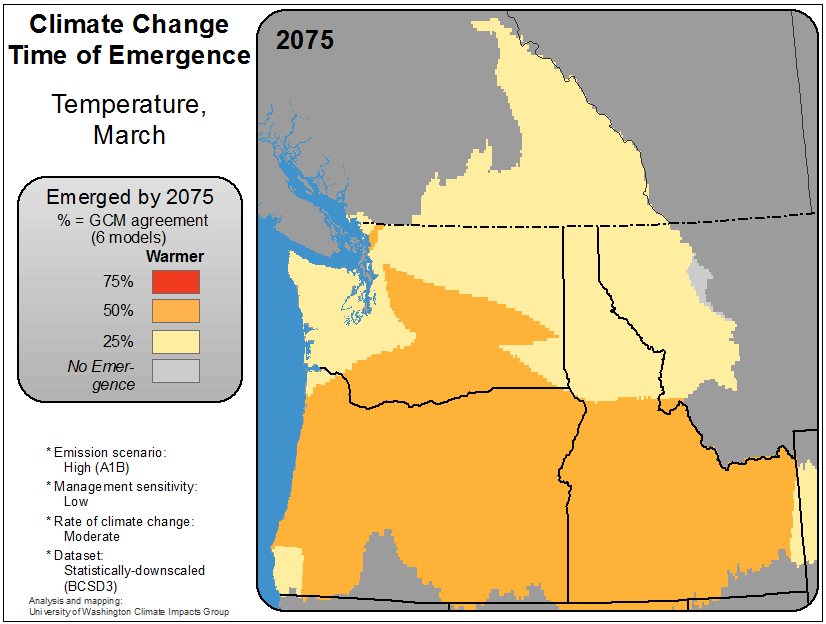 Climate Change
Time of Emergence
Temperature,
March
Emerged by 2075
% = GCM agreement
(6 models)
Warmer
75%
50%
25%
No Emer-
gence
* Emission scenario:
High (A1B)
* Management sensitivity:
Low
* Rate of climate change:
Moderate
* Dataset:
Statistically-downscaled
(BCSD3)
Analysis and mapping:
University of Washington Climate Impacts Group
2075